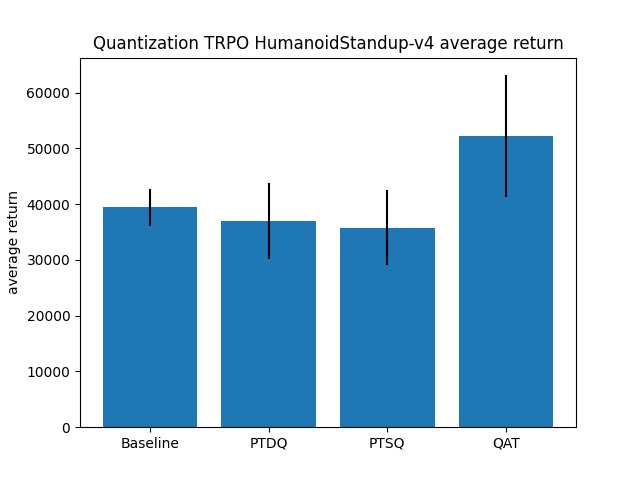 Quantization TRPO HumanoidStandup-v4 average return
60000
50000
40000
30000
20000
10000
0
average return
Baseline PTDQ PTSQ QAT